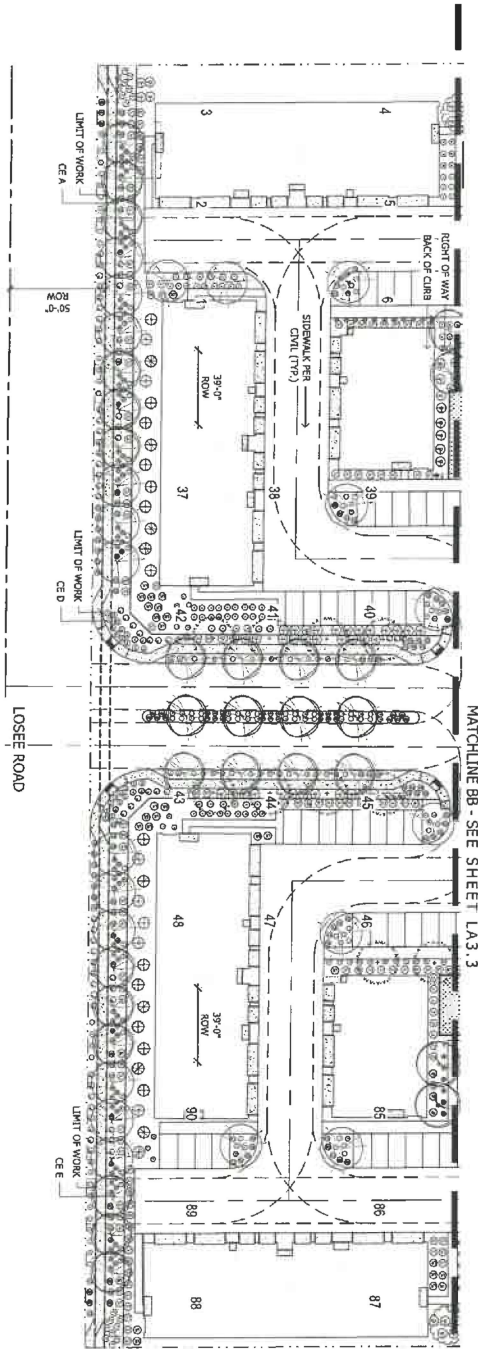 MATCHLINE BB - SEE SHEET LA3.3
4
3
5
2
LIMIT OF WORK
CE A
RIGHT OF WAY
BACK OF CURB
6
1
50'-0"
ROW
SIDEWALK PER
CIVIL (TYP.)
39'-0"
ROW
39
38
37
40
41
42
LIMIT OF WORK
CE D
LOSEE ROAD
45
44
43
46
47
48
39'-0"
ROW
85
90
86
89
LIMIT OF WORK
CE E
87
88